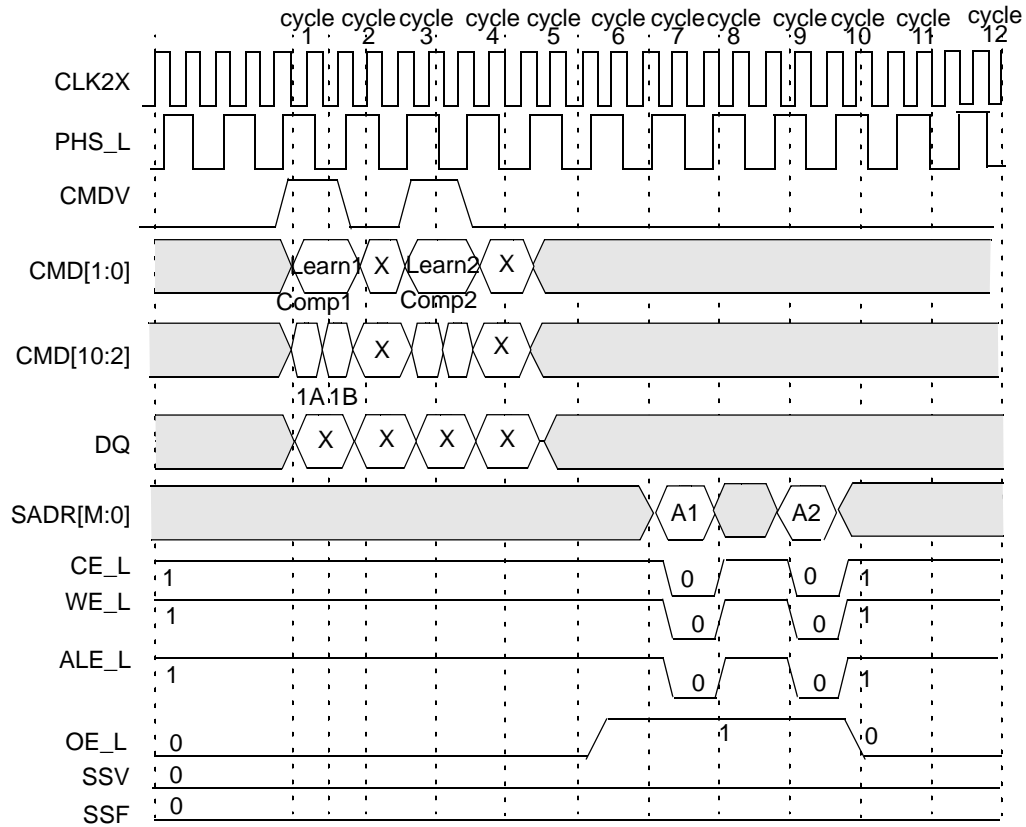 cycle cycle cycle cycle cycle cycle cycle cycle cycle cycle cycle cycle
1 2 3 4 5 6 7 8 9 10 11 12
CLK2X
PHS_L
CMDV
CMD[1:0] Learn1 X Learn2 X
Comp1 Comp2
CMD[10:2] X X
1A 1B
DQ X X X X
SADR[M:0] A1 A2
CE_L 1 0 0 1
WE_L 1 0 0 1
ALE_L 1 0 0 1
OE_L 0 1 0
SSV 0
SSF 0